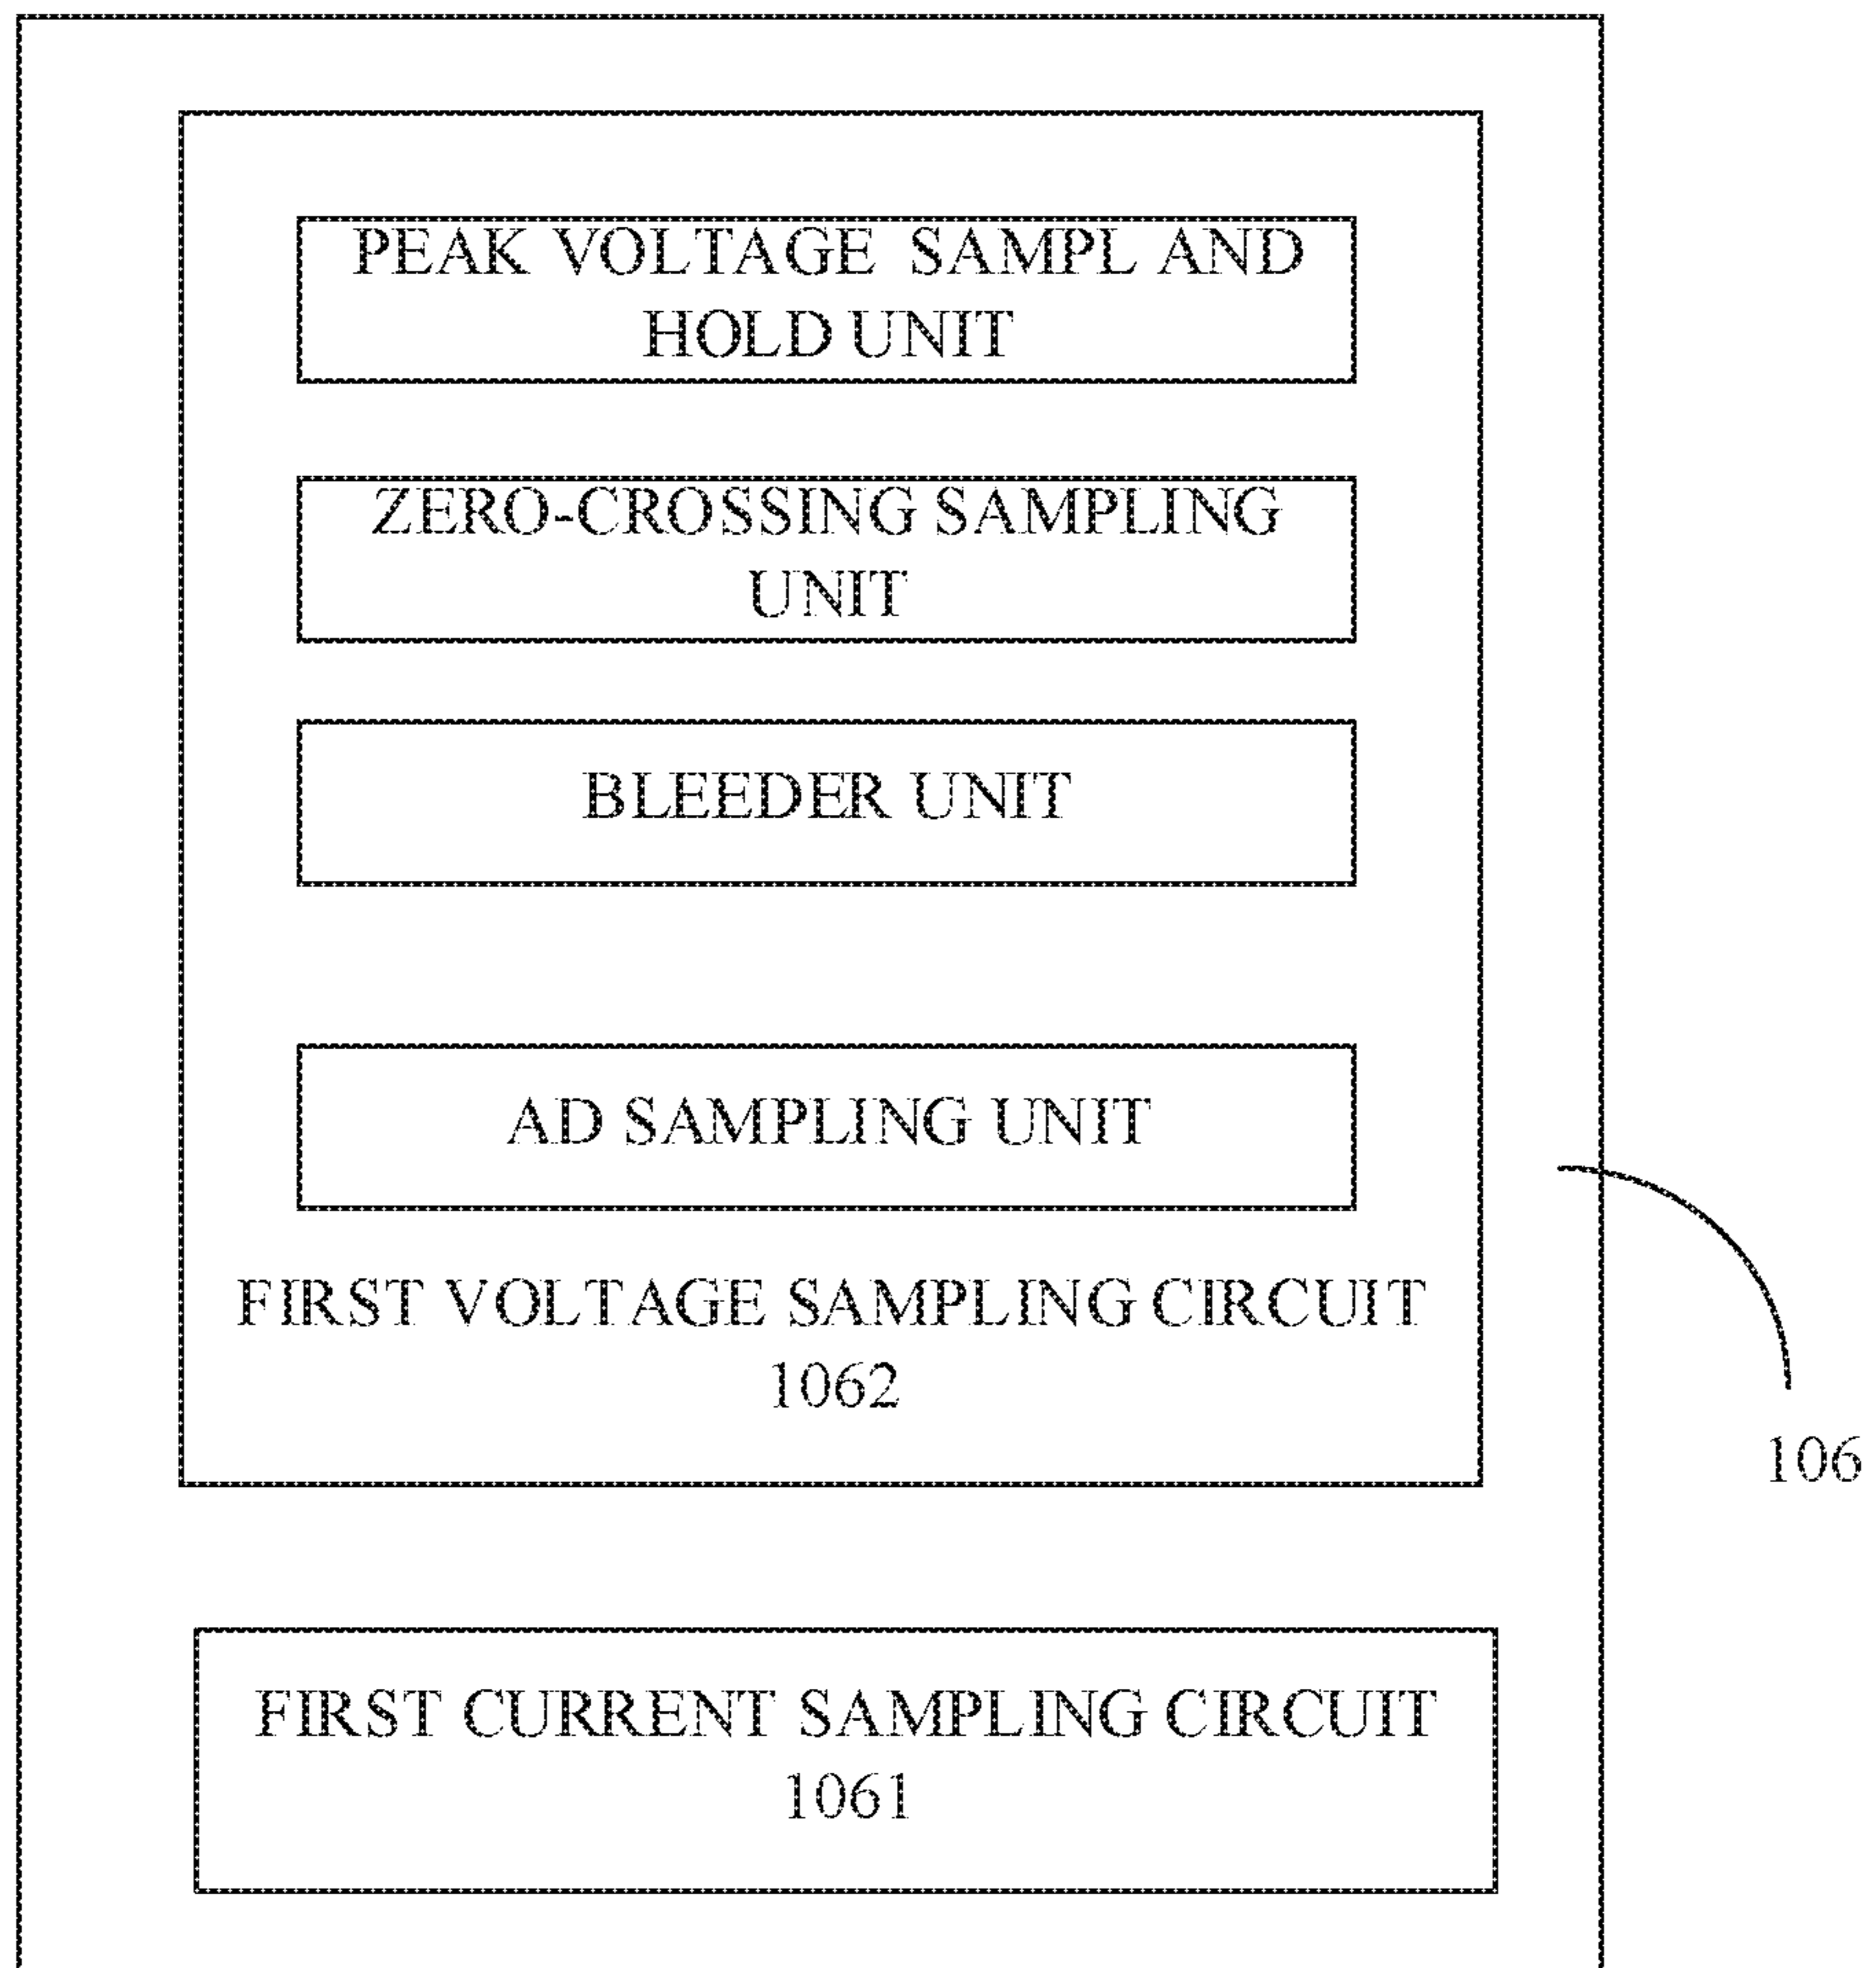 PEAK VOLTAGE SAMPL AND
HOLD UNIT
ZERO-CROSSING SAMPLING
UNIT
BLEEDER UNIT
AD SAMPLING UNIT
FIRST VOLTAGE SAMPLING CIRCUIT
1062
106
FIRST CURRENT SAMPLING CIRCUIT
1061